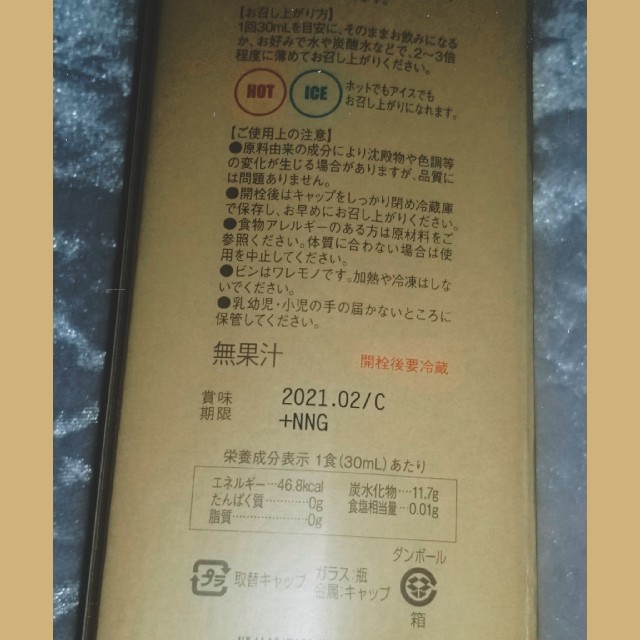 【お召し上がり方】
1回30mLを目安に、そのままお飲みになる
か、お好みで水や炭酸水などで、2〜3倍
程度に薄めてお召し上がりください。
HOT ICE ホットでもアイスでも
お召し上がりになれます。
【ご使用上の注意】
●原料由来の成分により沈殿物や色調等
の変化が生じる場合がありますが、品質に
は問題ありません。
●開栓後はキャップをしっかり閉め冷蔵庫
で保存し、お早めにお召し上がりください。
●食物アレルギーのある方は原材料をご
参照ください。体質に合わない場合は使
用を中止してください。
●ビンはワレモノです。加熱や冷凍はしな
いでください。
●乳幼児・小児の手の届かないところに
保管してください。
無果汁 開栓後要冷蔵
賞味 2021.02/C
期限 +NNG
栄養成分表示 1食(30mL)あたり
エネルギー…46.8kcal 炭水化物‥‥11.7g
たんぱく質…………0g 食塩相当量‥0.01g
脂質…………………0g
ダンボール
プラ 取替キャップ ガラス:瓶
金属:キャップ
箱